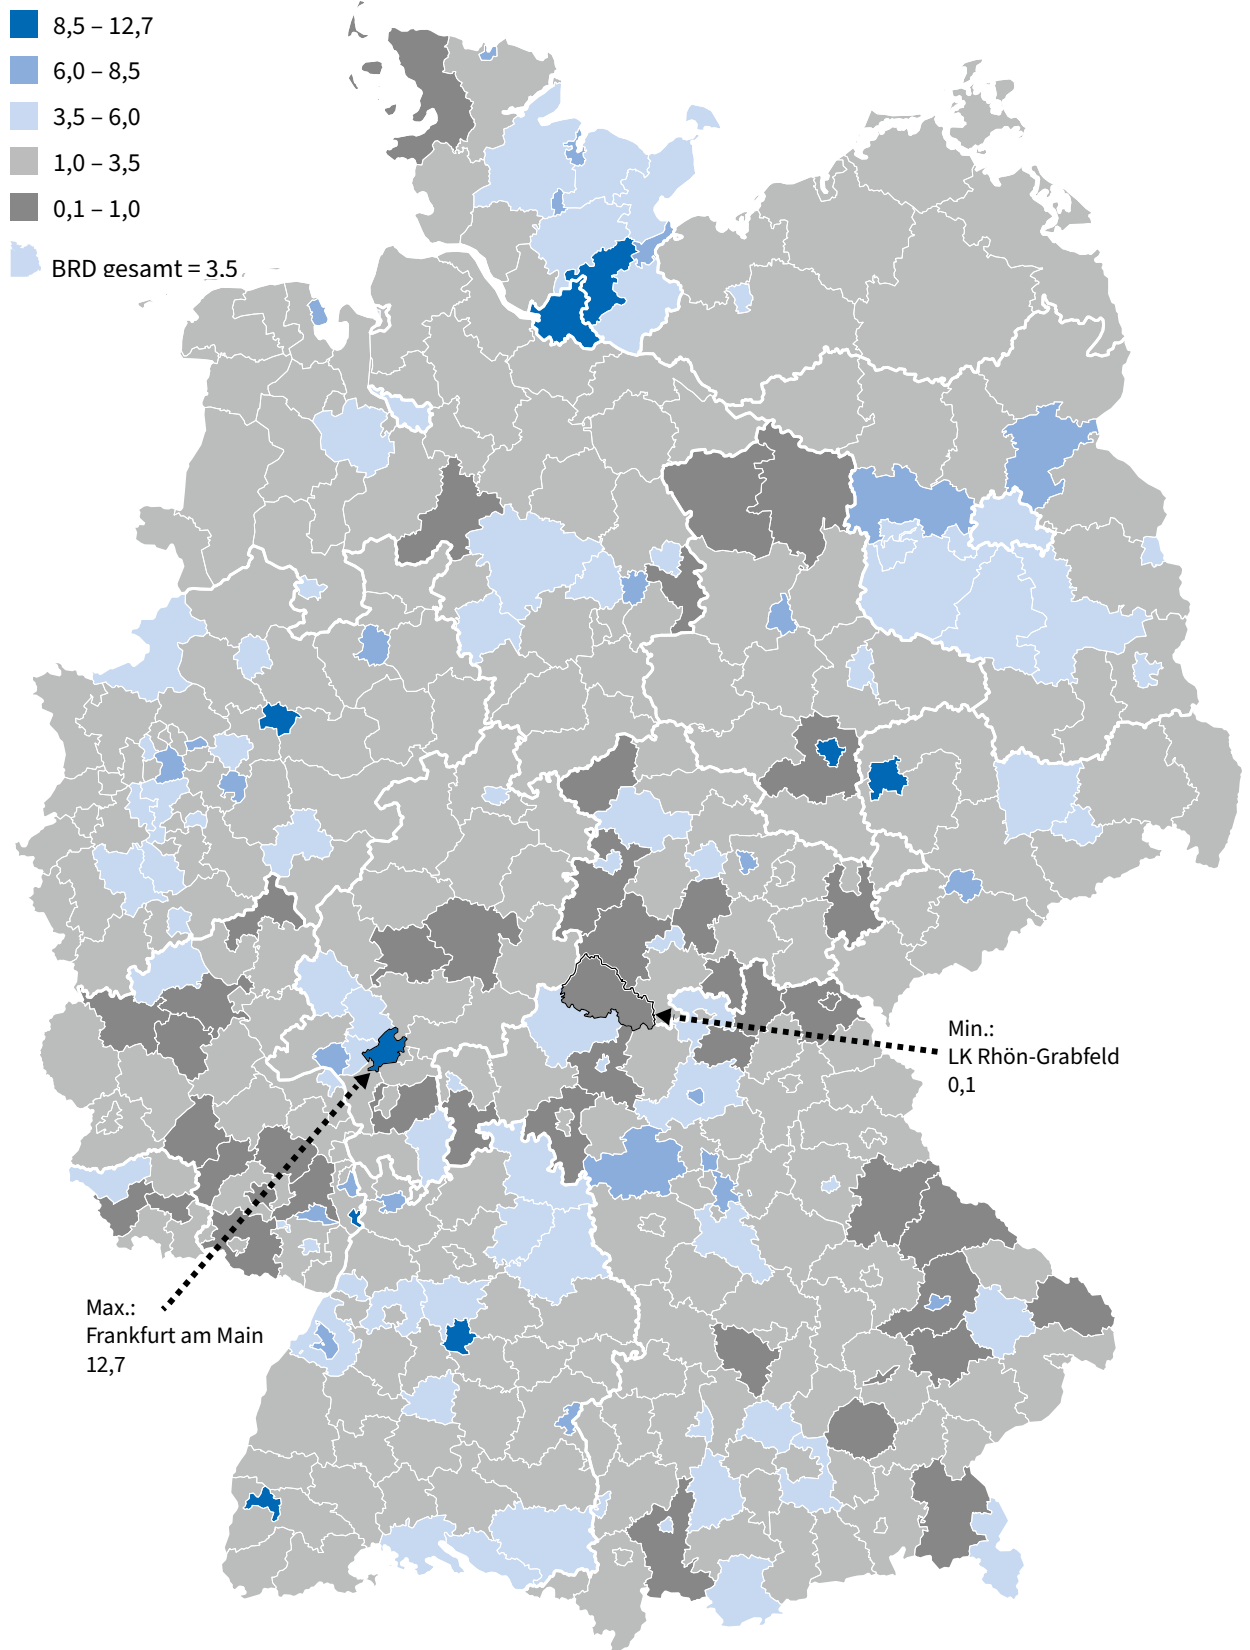 8,5 – 12,7
6,0 – 8,5
3,5 – 6,0
1,0 – 3,5
0,1 – 1,0
BRD gesamt = 3.5
Min.:
LK Rhön-Grabfeld
0,1
Max.:
Frankfurt am Main
12,7